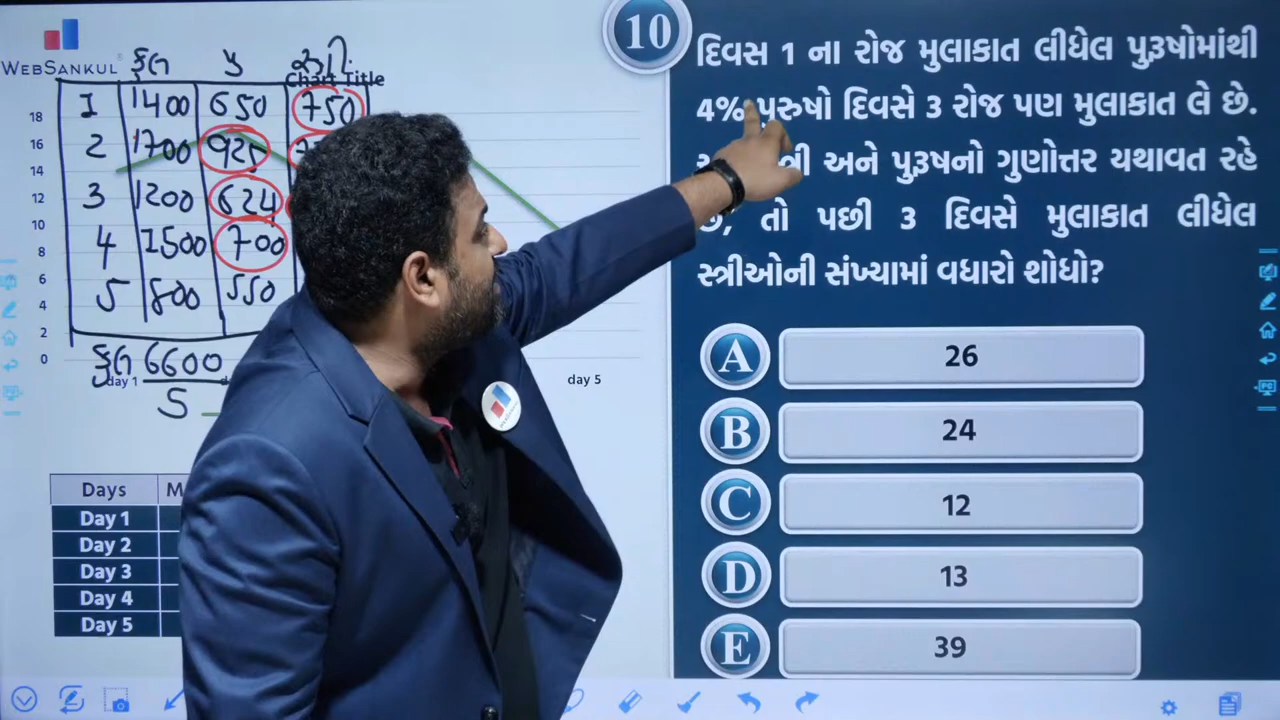 WEBSANKUL
કુલ પુ સ્ત્રી
Chart Title
1 1400 650 750
2 1700 925
3 1200 624
4 1500 700
5 800 550
કુલ 6600
5
18
16
14
12
10
8
6
4
2
0
day 1
day 5
Days M
Day 1
Day 2
Day 3
Day 4
Day 5
10
દિવસ 1 ના રોજ મુલાકાત લીધેલ પુરૂષોમાંથી
4% પુરુષો દિવસે 3 રોજ પણ મુલાકાત લે છે.
અને પુરૂષનો ગુણોત્તર યથાવત રહે
છે, તો પછી 3 દિવસે મુલાકાત લીધેલ
સ્ત્રીઓની સંખ્યામાં વધારો શોધો?
A 26
B 24
C 12
D 13
E 39
WEBSANKUL